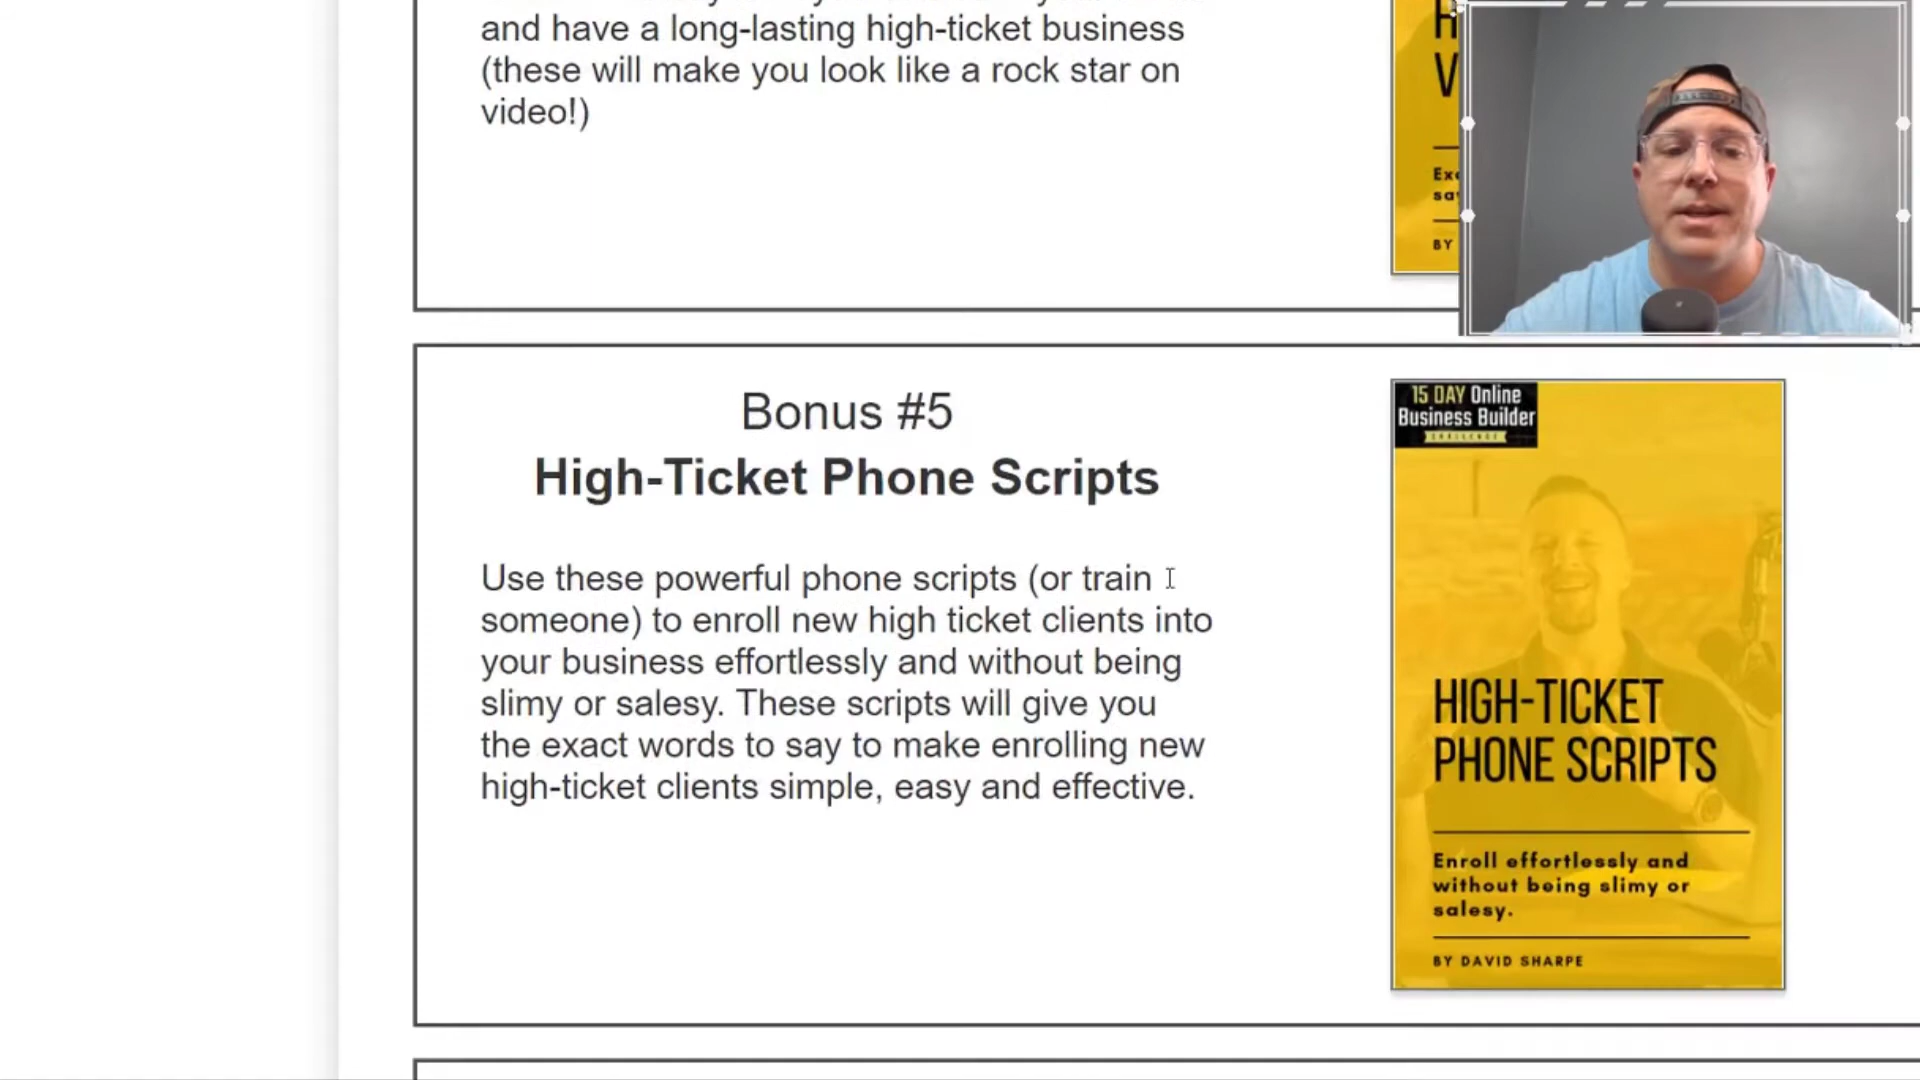 and have a long-lasting high-ticket business
(these will make you look like a rock star on
video!)
BY
Bonus #5
High-Ticket Phone Scripts
Use these powerful phone scripts (or train
someone) to enroll new high ticket clients into
your business effortlessly and without being
slimy or salesy. These scripts will give you
the exact words to say to make enrolling new
high-ticket clients simple, easy and effective.
15 DAY Online
Business Builder
CHALLENGE
HIGH-TICKET
PHONE SCRIPTS
Enroll effortlessly and
without being slimy or
salesy.
BY DAVID SHARPE